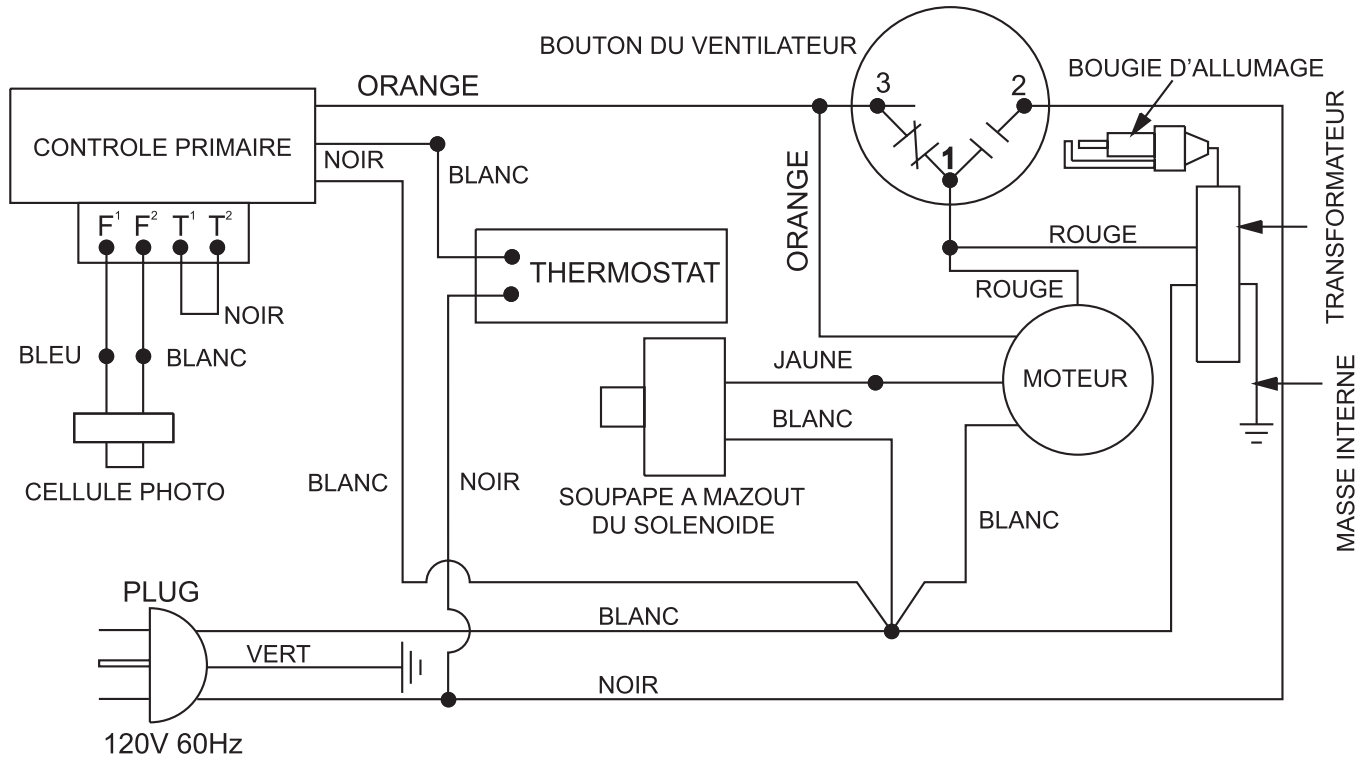 BOUTON DU VENTILATEUR
3
2
1
BOUGIE D'ALLUMAGE
ORANGE
CONTROLE PRIMAIRE
NOIR
BLANC
F¹ F² T¹ T²
NOIR
BLEU
BLANC
CELLULE PHOTO
THERMOSTAT
ORANGE
ROUGE
ROUGE
TRANSFORMATEUR
JAUNE
MOTEUR
BLANC
MASSE INTERNE
BLANC
NOIR
SOUPAPE A MAZOUT
DU SOLENOIDE
BLANC
PLUG
BLANC
VERT
NOIR
120V 60Hz